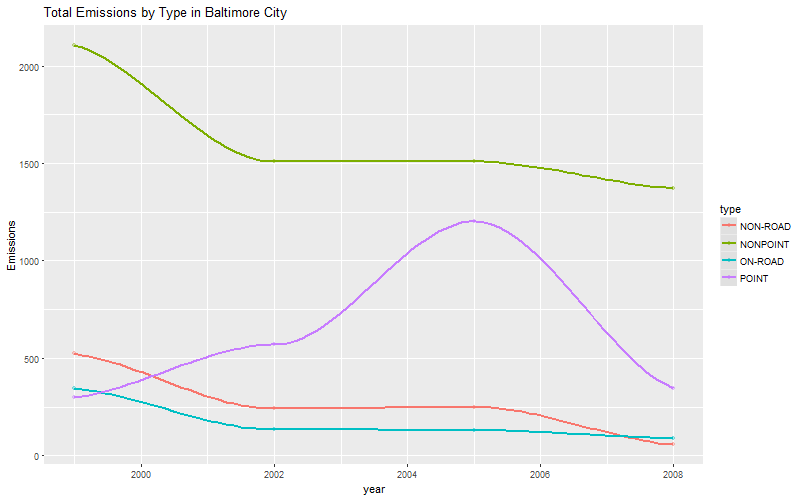 Total Emissions by Type in Baltimore City
2000
1500
1000
500
0
Emissions
2000
2002
2004
2006
2008
year
type
NON-ROAD
NONPOINT
ON-ROAD
POINT